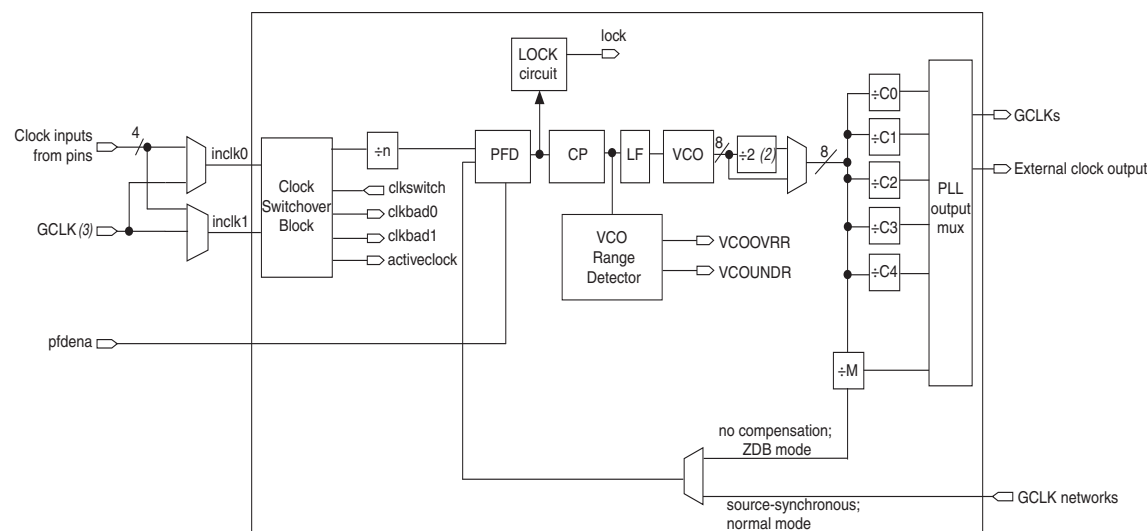 lock
LOCK
circuit
Clock inputs
from pins
4
inclk0
GCLK (3)
inclk1
Clock
Switchover
Block
÷n
clkswitch
clkbad0
clkbad1
activeclock
PFD
CP
LF
VCO
8
÷2 (2)
8
VCO
Range
Detector
VCOOVRR
VCOUNDR
÷C0
÷C1
÷C2
÷C3
÷C4
÷M
PLL
output
mux
GCLKs
External clock output
pfdena
no compensation;
ZDB mode
source-synchronous;
normal mode
GCLK networks